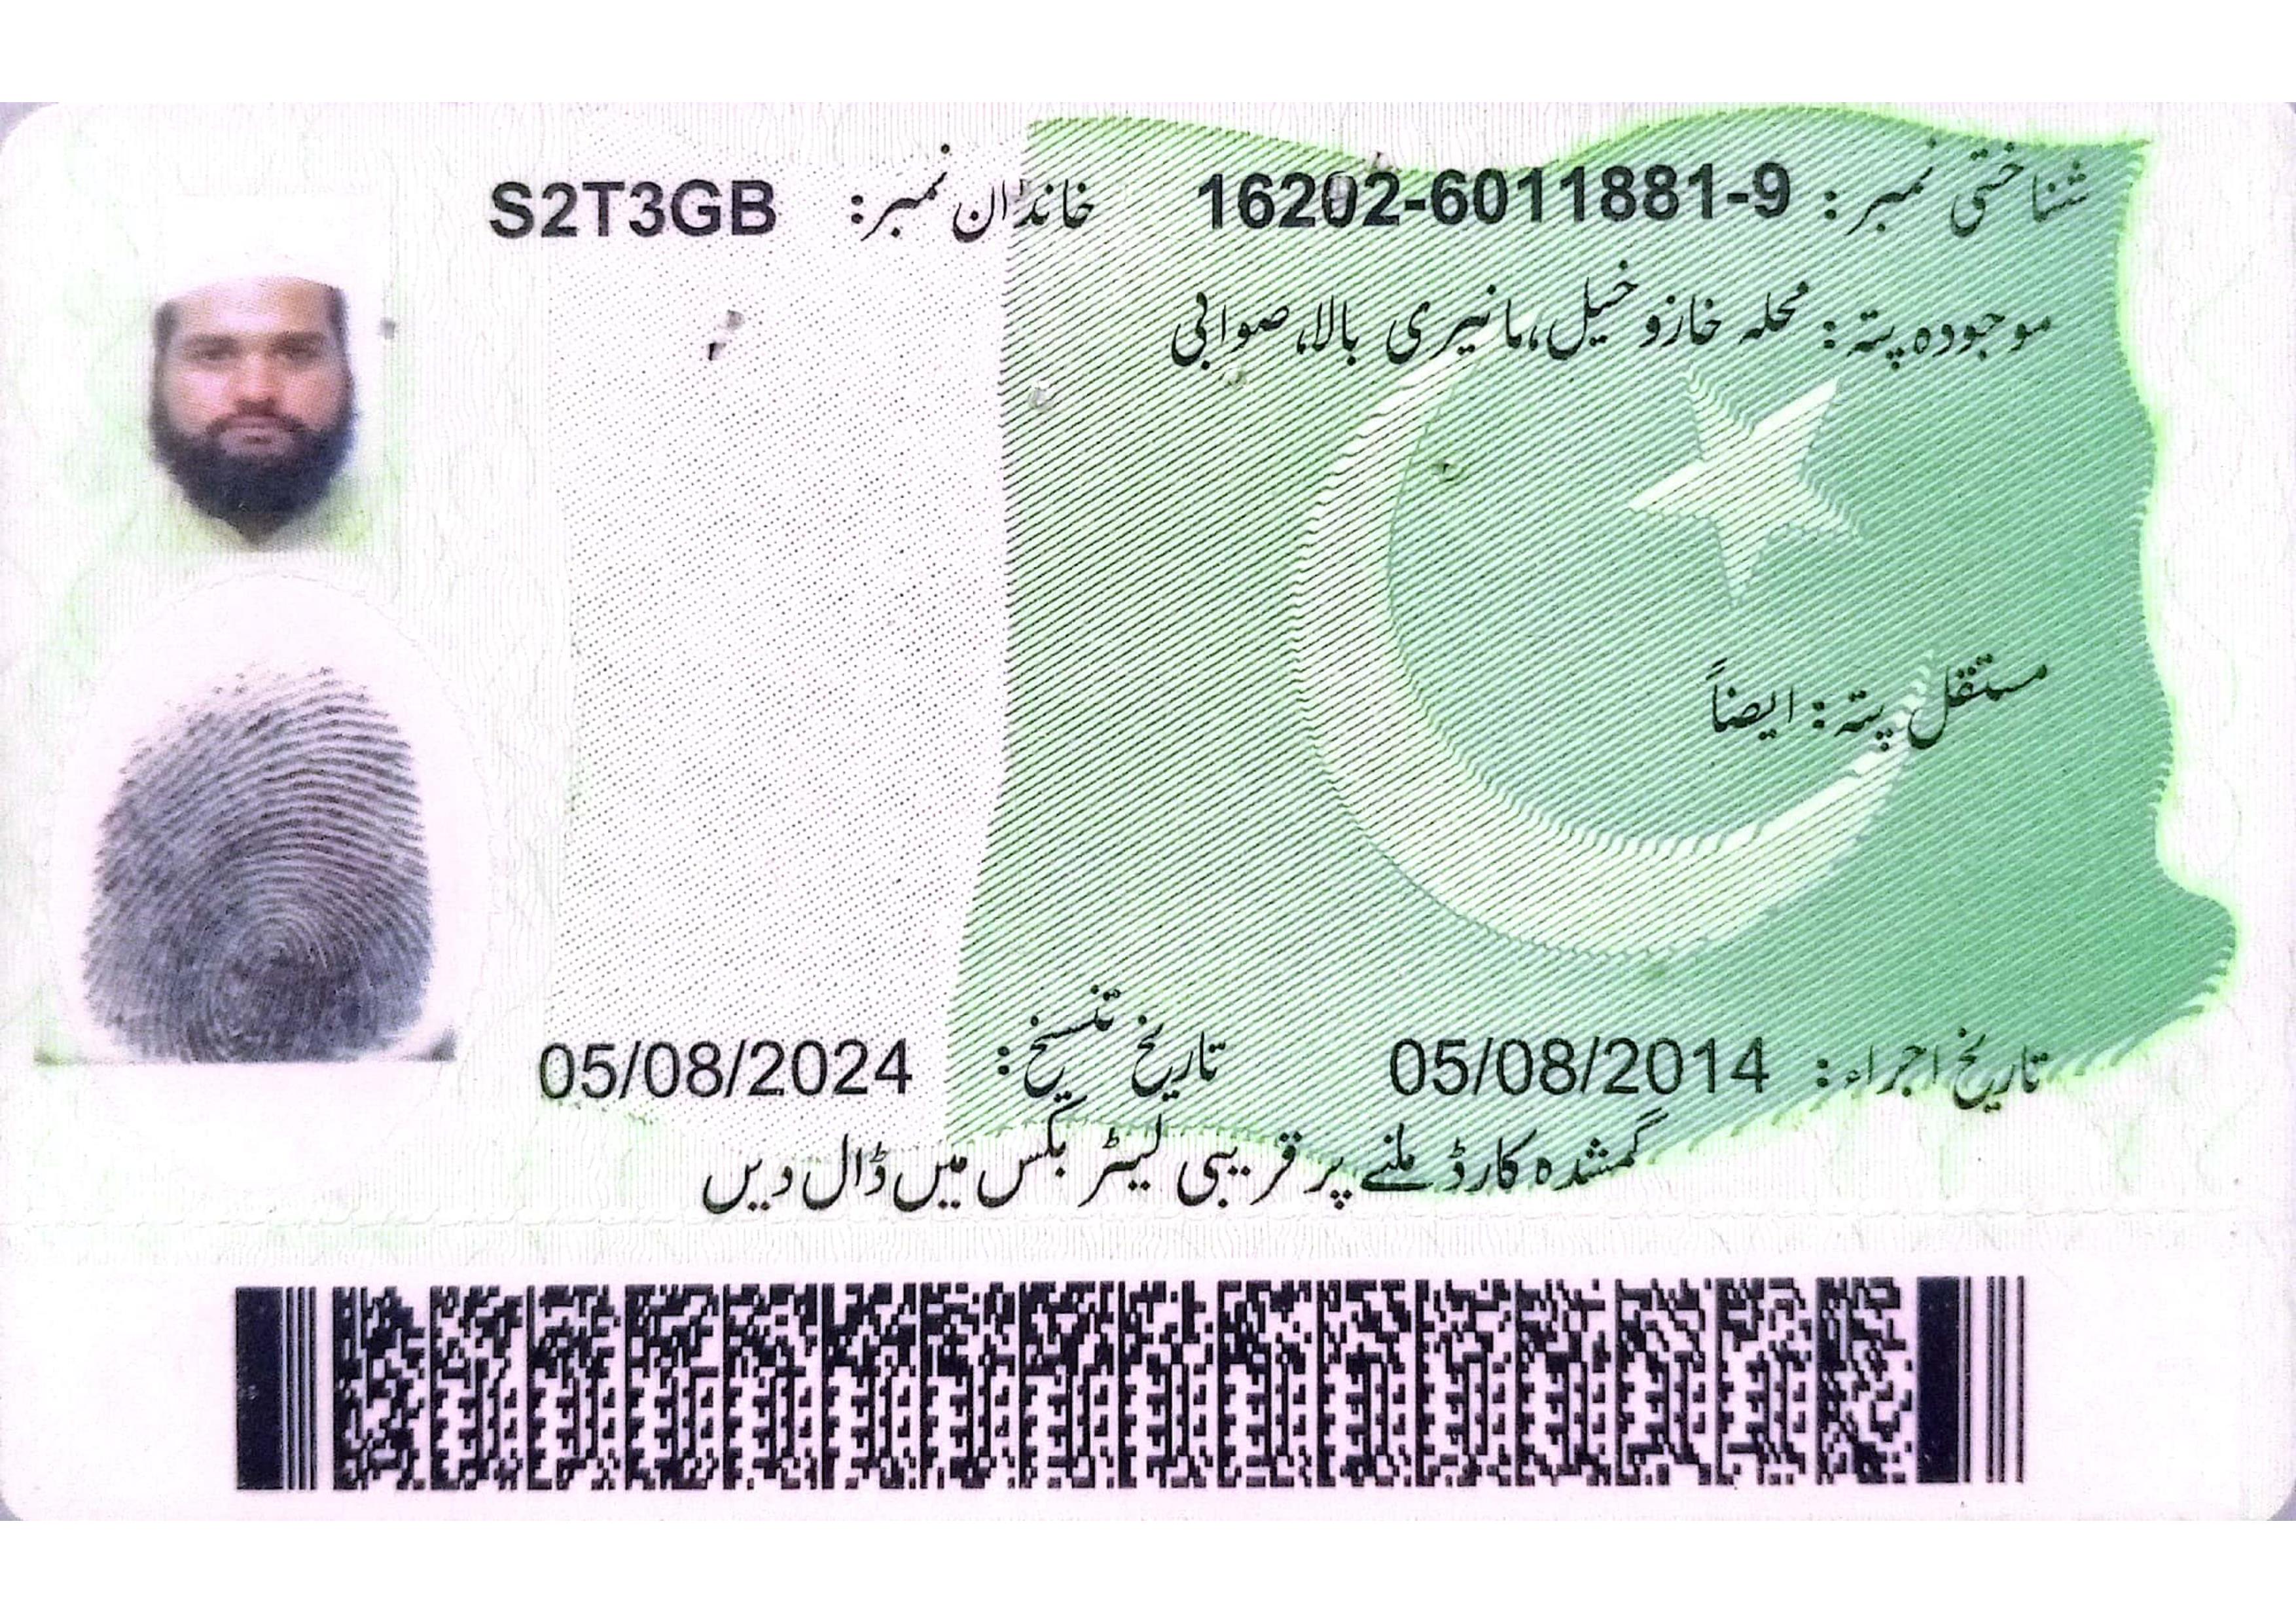 شناختی نمبر: 16202-6011881-9 خاندان نمبر: S2T3GB
موجودہ پتہ: محلہ خازو خیل، مانیری بالا، صوابی
مستقل پتہ: ایضاً
تاریخ اجراء: 05/08/2014 تاریخ تنسیخ: 05/08/2024
گمشدہ کارڈ ملنے پر قریبی لیٹر بکس میں ڈال دیں